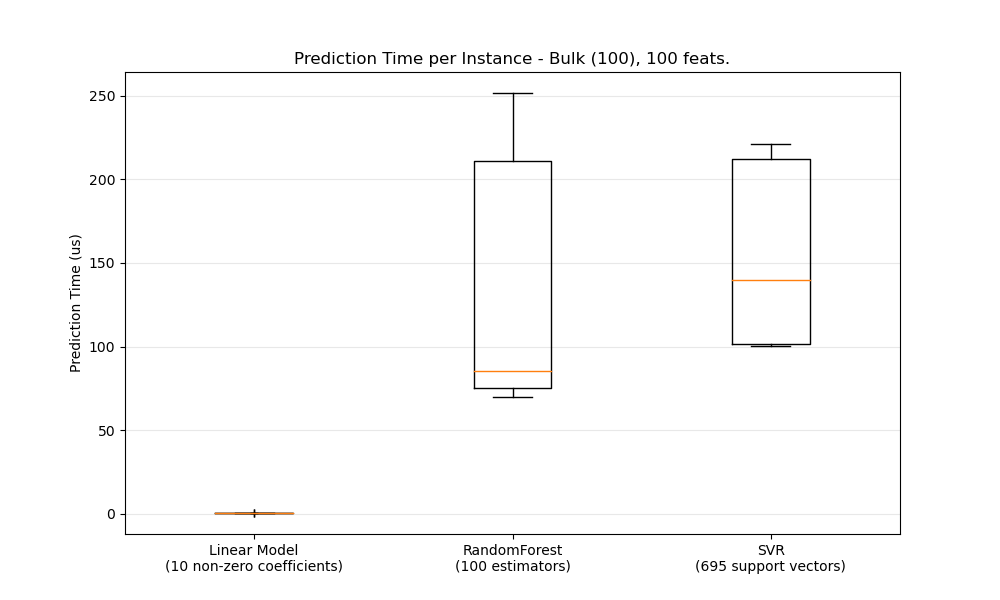 Prediction Time per Instance - Bulk (100), 100 feats.
Prediction Time (us)
250
200
150
100
50
0
Linear Model
(10 non-zero coefficients)
RandomForest
(100 estimators)
SVR
(695 support vectors)